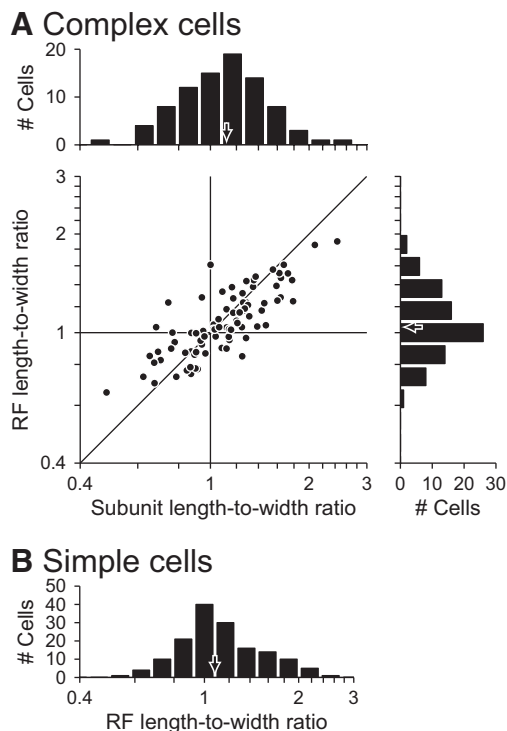 A Complex cells
20
10
0
# Cells
3
2
1
0.4
RF length-to-width ratio
0.4 1 2 3
Subunit length-to-width ratio
0 10 20 30
# Cells
B Simple cells
50
40
30
20
10
0
# Cells
0.4 1 2 3
RF length-to-width ratio